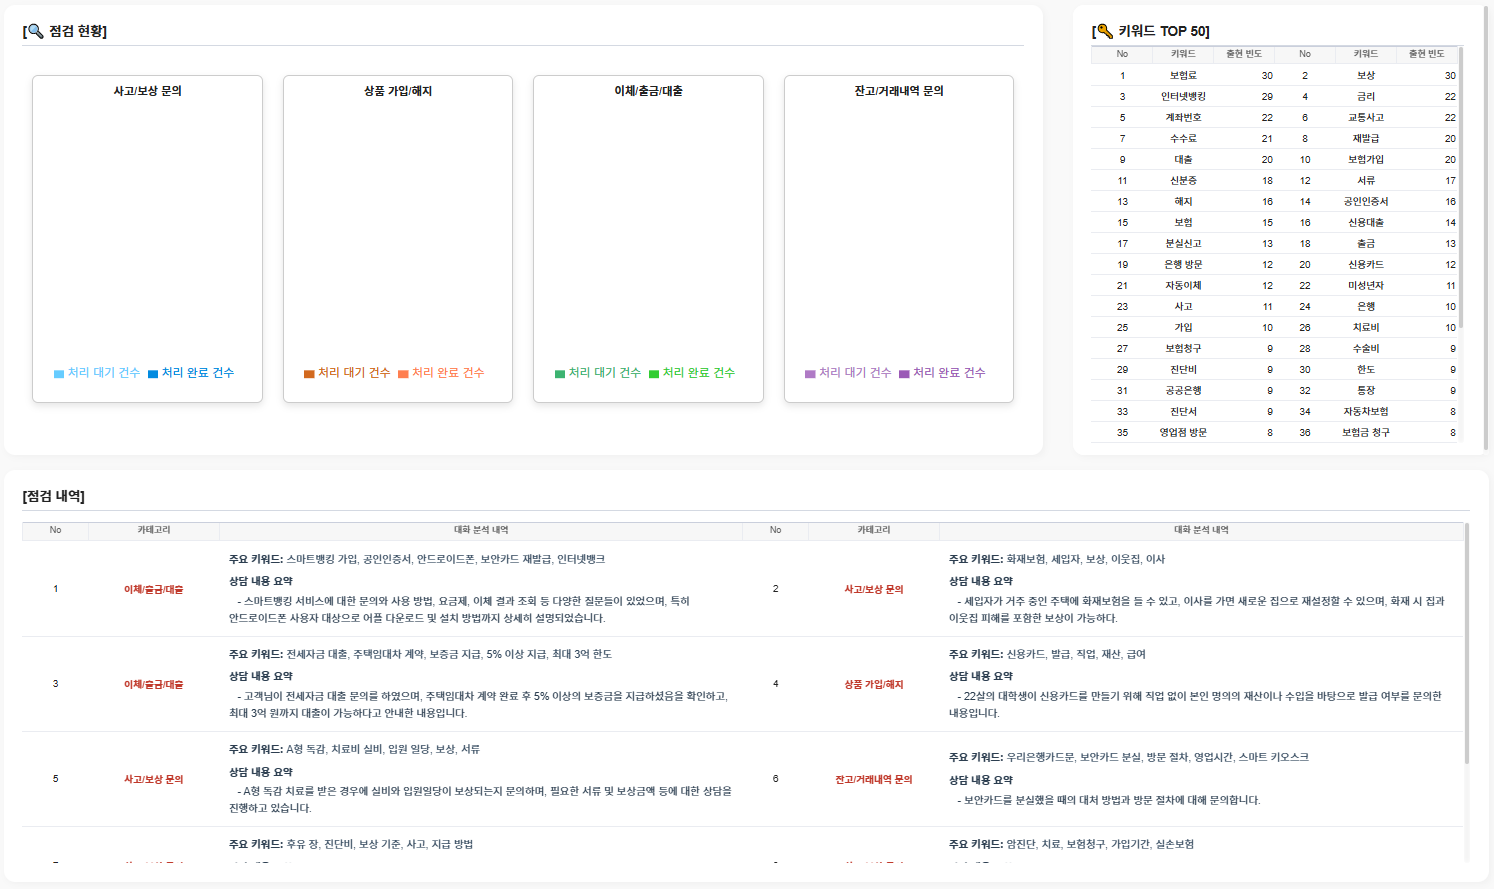 [🔍 점검 현황]
사고/보상 문의
처리 대기 건수 처리 완료 건수
상품 가입/해지
처리 대기 건수 처리 완료 건수
이체/출금/대출
처리 대기 건수 처리 완료 건수
잔고/거래내역 문의
처리 대기 건수 처리 완료 건수
[🔑 키워드 TOP 50]
No 키워드 출현 빈도 No 키워드 출현 빈도
1 보험료 30 2 보상 30
3 인터넷뱅킹 29 4 금리 22
5 계좌번호 22 6 교통사고 22
7 수수료 21 8 재발급 20
9 대출 20 10 보험가입 20
11 신분증 18 12 서류 17
13 해지 16 14 공인인증서 16
15 보험 15 16 신용대출 14
17 분실신고 13 18 출금 13
19 은행 방문 12 20 신용카드 12
21 자동이체 12 22 미성년자 11
23 사고 11 24 은행 10
25 가입 10 26 치료비 10
27 보험청구 9 28 수술비 9
29 진단비 9 30 한도 9
31 공공은행 9 32 통장 9
33 진단서 9 34 자동차보험 8
35 영업점 방문 8 36 보험금 청구 8
[점검 내역]
No 카테고리 대화 분석 내역 No 카테고리 대화 분석 내역
1 이체/출금/대출
주요 키워드: 스마트뱅킹 가입, 공인인증서, 안드로이드폰, 보안카드 재발급, 인터넷뱅크
상담 내용 요약
- 스마트뱅킹 서비스에 대한 문의와 사용 방법, 요금제, 이체 결과 조회 등 다양한 질문들이 있었으며, 특히
안드로이드폰 사용자 대상으로 어플 다운로드 및 설치 방법까지 상세히 설명되었습니다.
2 사고/보상 문의
주요 키워드: 화재보험, 세입자, 보상, 이웃집, 이사
상담 내용 요약
- 세입자가 거주 중인 주택에 화재보험을 들 수 있고, 이사를 가면 새로운 집으로 재설정할 수 있으며, 화재 시 집과
이웃집 피해를 포함한 보상이 가능하다.
3 이체/출금/대출
주요 키워드: 전세자금 대출, 주택임대차 계약, 보증금 지급, 5% 이상 지급, 최대 3억 한도
상담 내용 요약
- 고객님이 전세자금 대출 문의를 하였으며, 주택임대차 계약 완료 후 5% 이상의 보증금을 지급하셨음을 확인하고,
최대 3억 원까지 대출이 가능하다고 안내한 내용입니다.
4 상품 가입/해지
주요 키워드: 신용카드, 발급, 직업, 재산, 급여
상담 내용 요약
- 22살의 대학생이 신용카드를 만들기 위해 직업 없이 본인 명의의 재산이나 수입을 바탕으로 발급 여부를 문의한
내용입니다.
5 사고/보상 문의
주요 키워드: A형 독감, 치료비 실비, 입원 일당, 보상, 서류
상담 내용 요약
- A형 독감 치료를 받은 경우에 실비와 입원일당이 보상되는지 문의하며, 필요한 서류 및 보상금액 등에 대한 상담을
진행하고 있습니다.
6 잔고/거래내역 문의
주요 키워드: 우리은행카드문, 보안카드 분실, 방문 절차, 영업시간, 스마트 키오스크
상담 내용 요약
- 보안카드를 분실했을 때의 대처 방법과 방문 절차에 대해 문의합니다.
주요 키워드: 후유 장, 진단비, 보상 기준, 사고, 지급 방법
주요 키워드: 암진단, 치료, 보험청구, 가입기간, 실손보험